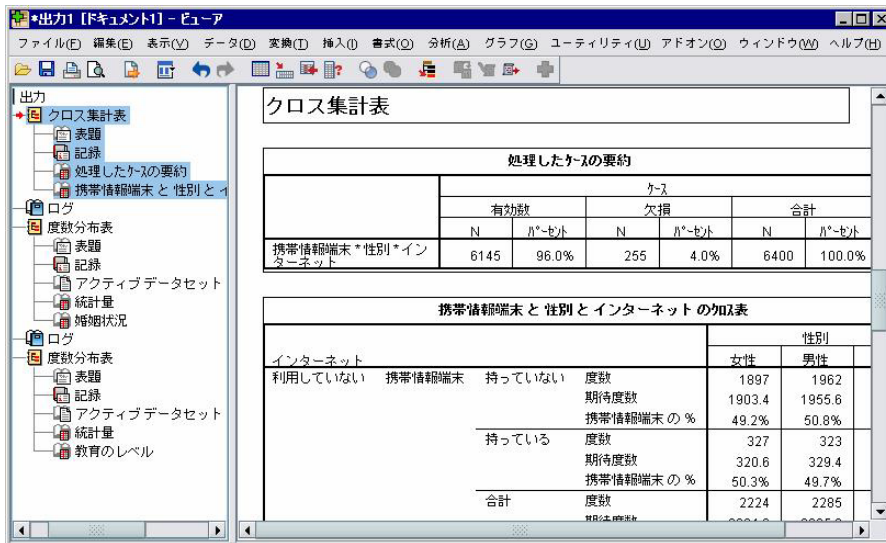 *出力1 [ドキュメント1] - ビューア
ファイル(F) 編集(E) 表示(V) データ(D) 変換(T) 挿入(I) 書式(O) 分析(A) グラフ(G) ユーティリティ(U) アドオン(O) ウィンドウ(W) ヘルプ(H)
出力
クロス集計表
表題
記録
処理したケースの要約
携帯情報端末 と 性別 と イ
ログ
度数分布表
表題
記録
アクティブ データセット
統計量
婚姻状況
ログ
度数分布表
表題
記録
アクティブ データセット
統計量
教育のレベル
クロス集計表
処理したケースの要約
ケース
有効数 欠損 合計
N パーセント N パーセント N パーセント
携帯情報端末 * 性別 * イン
ターネット 6145 96.0% 255 4.0% 6400 100.0%
携帯情報端末 と 性別 と インターネット のクロス表
性別
インターネット 女性 男性
利用していない 携帯情報端末 持っていない 度数 1897 1962
期待度数 1903.4 1955.6
携帯情報端末 の % 49.2% 50.8%
持っている 度数 327 323
期待度数 320.6 329.4
携帯情報端末 の % 50.3% 49.7%
合計 度数 2224 2285